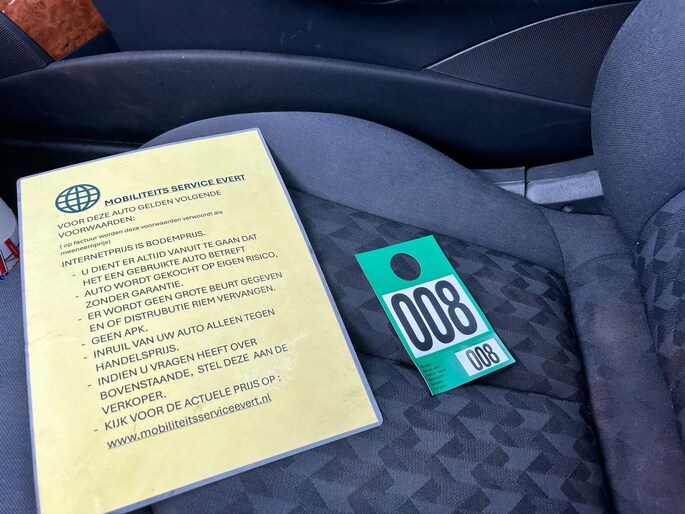 MOBILITEITS SERVICE EVERT
VOOR DEZE AUTO GELDEN VOLGENDE
VOORWAARDEN:
( op factuur worden deze voorwaarden verwoordt als
meeneemprijs)
INTERNETPRIJS IS BODEMPRIJS.
- U DIENT ER ALTIJD VANUIT TE GAAN DAT
HET EEN GEBRUIKTE AUTO BETREFT
- AUTO WORDT GEKOCHT OP EIGEN RISICO,
ZONDER GARANTIE.
- ER WORDT GEEN GROTE BEURT GEGEVEN
EN OF DISTRUBUTIE RIEM VERVANGEN.
- GEEN APK.
- INRUIL VAN UW AUTO ALLEEN TEGEN
HANDELSPRIJS.
- INDIEN U VRAGEN HEEFT OVER
BOVENSTAANDE, STEL DEZE AAN DE
VERKOPER.
- KIJK VOOR DE ACTUELE PRIJS OP :
www.mobiliteitsserviceevert.nl
008
008